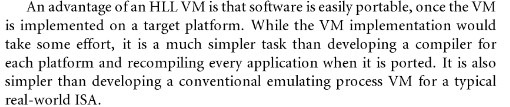 An advantage of an HLL VM is that software is easily portable, once the VM
is implemented on a target platform. While the VM implementation would
take some effort, it is a much simpler task than developing a compiler for
each platform and recompiling every application when it is ported. It is also
simpler than developing a conventional emulating process VM for a typical
real-world ISA.